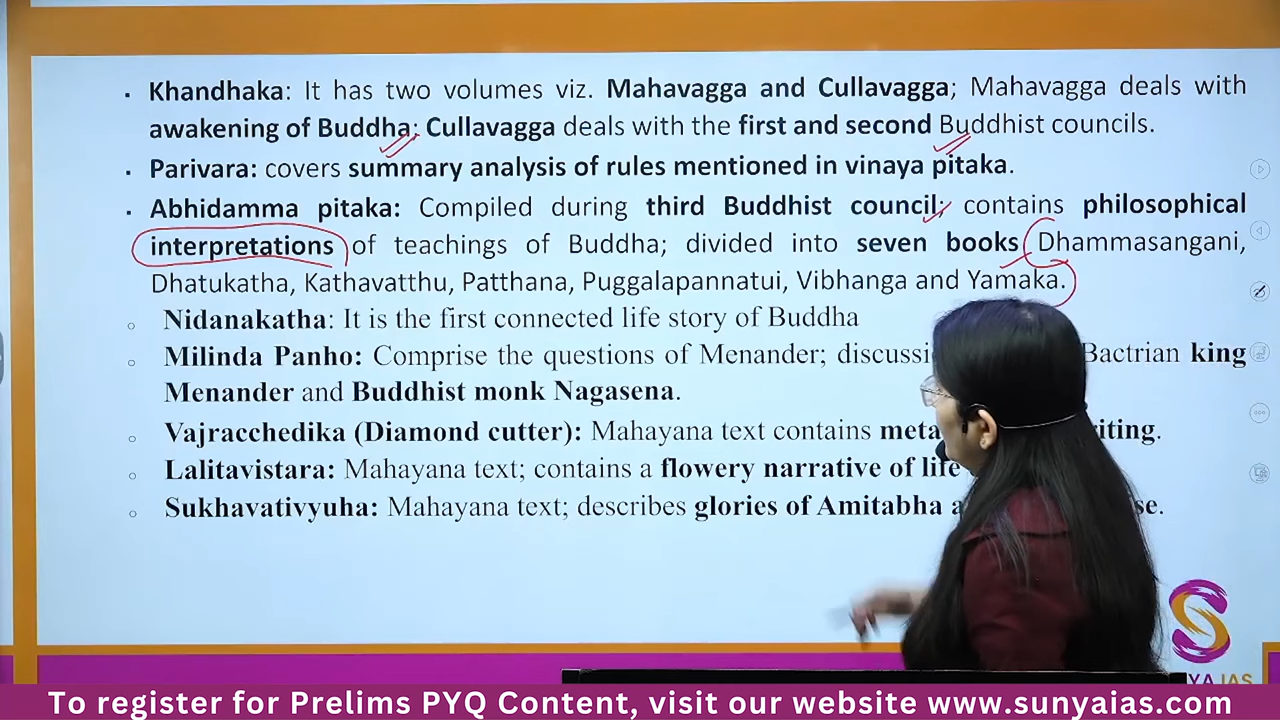 ▪ Khandhaka: It has two volumes viz. Mahavagga and Cullavagga; Mahavagga deals with
awakening of Buddha; Cullavagga deals with the first and second Buddhist councils.
▪ Parivara: covers summary analysis of rules mentioned in vinaya pitaka.
▪ Abhidamma pitaka: Compiled during third Buddhist council; contains philosophical
interpretations of teachings of Buddha; divided into seven books Dhammasangani,
Dhatukatha, Kathavatthu, Patthana, Puggalapannatui, Vibhanga and Yamaka.
o Nidanakatha: It is the first connected life story of Buddha
o Milinda Panho: Comprise the questions of Menander; Bactrian king
Menander and Buddhist monk Nagasena.
o Vajracchedika (Diamond cutter): Mahayana text contains
o Lalitavistara: Mahayana text; contains a flowery narrative of life
o Sukhavativyuha: Mahayana text; describes glories of Amitabha
IAS
To register for Prelims PYQ Content, visit our website www.sunyaias.com